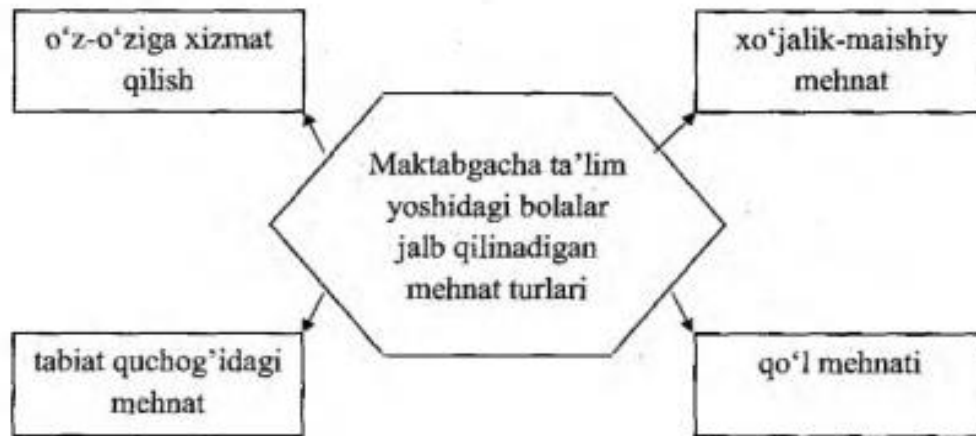 o‘z-o‘ziga xizmat
qilish
xo‘jalik-maishiy
mehnat
Maktabgacha ta’lim
yoshidagi bolalar
jalb qilinadigan
mehnat turlari
tabiat quchog’idagi
mehnat
qo‘l mehnati